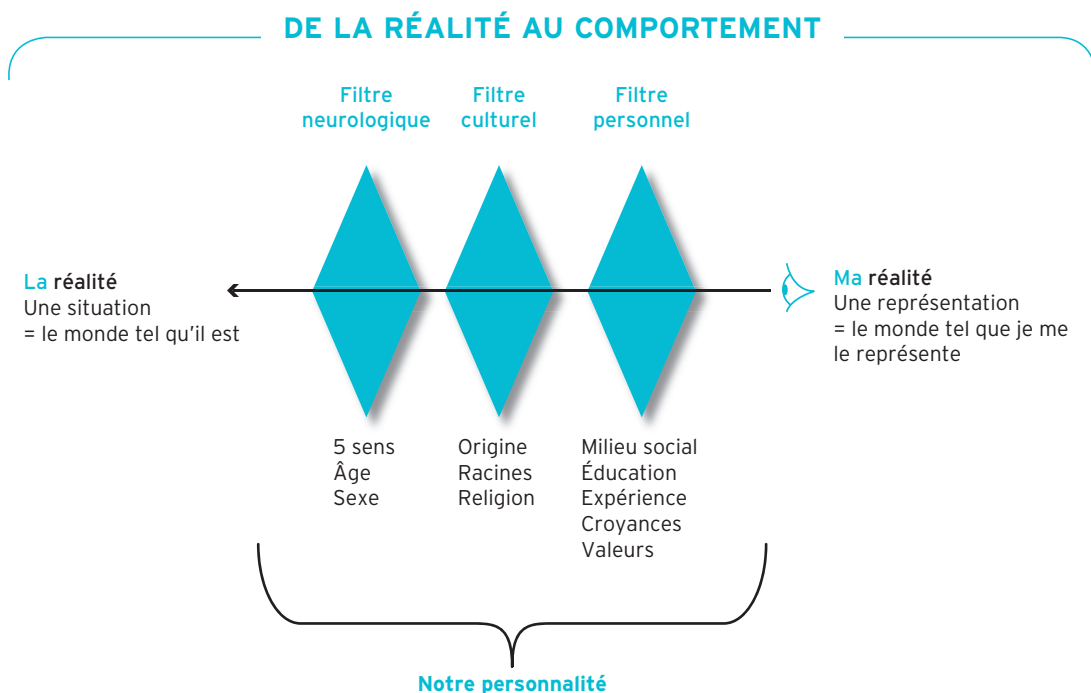 DE LA RÉALITÉ AU COMPORTEMENT
Filtre
neurologique
Filtre
culturel
Filtre
personnel
La réalité
Une situation
= le monde tel qu'il est
Ma réalité
Une représentation
= le monde tel que je me
le représente
5 sens
Âge
Sexe
Origine
Racines
Religion
Milieu social
Éducation
Expérience
Croyances
Valeurs
Notre personnalité